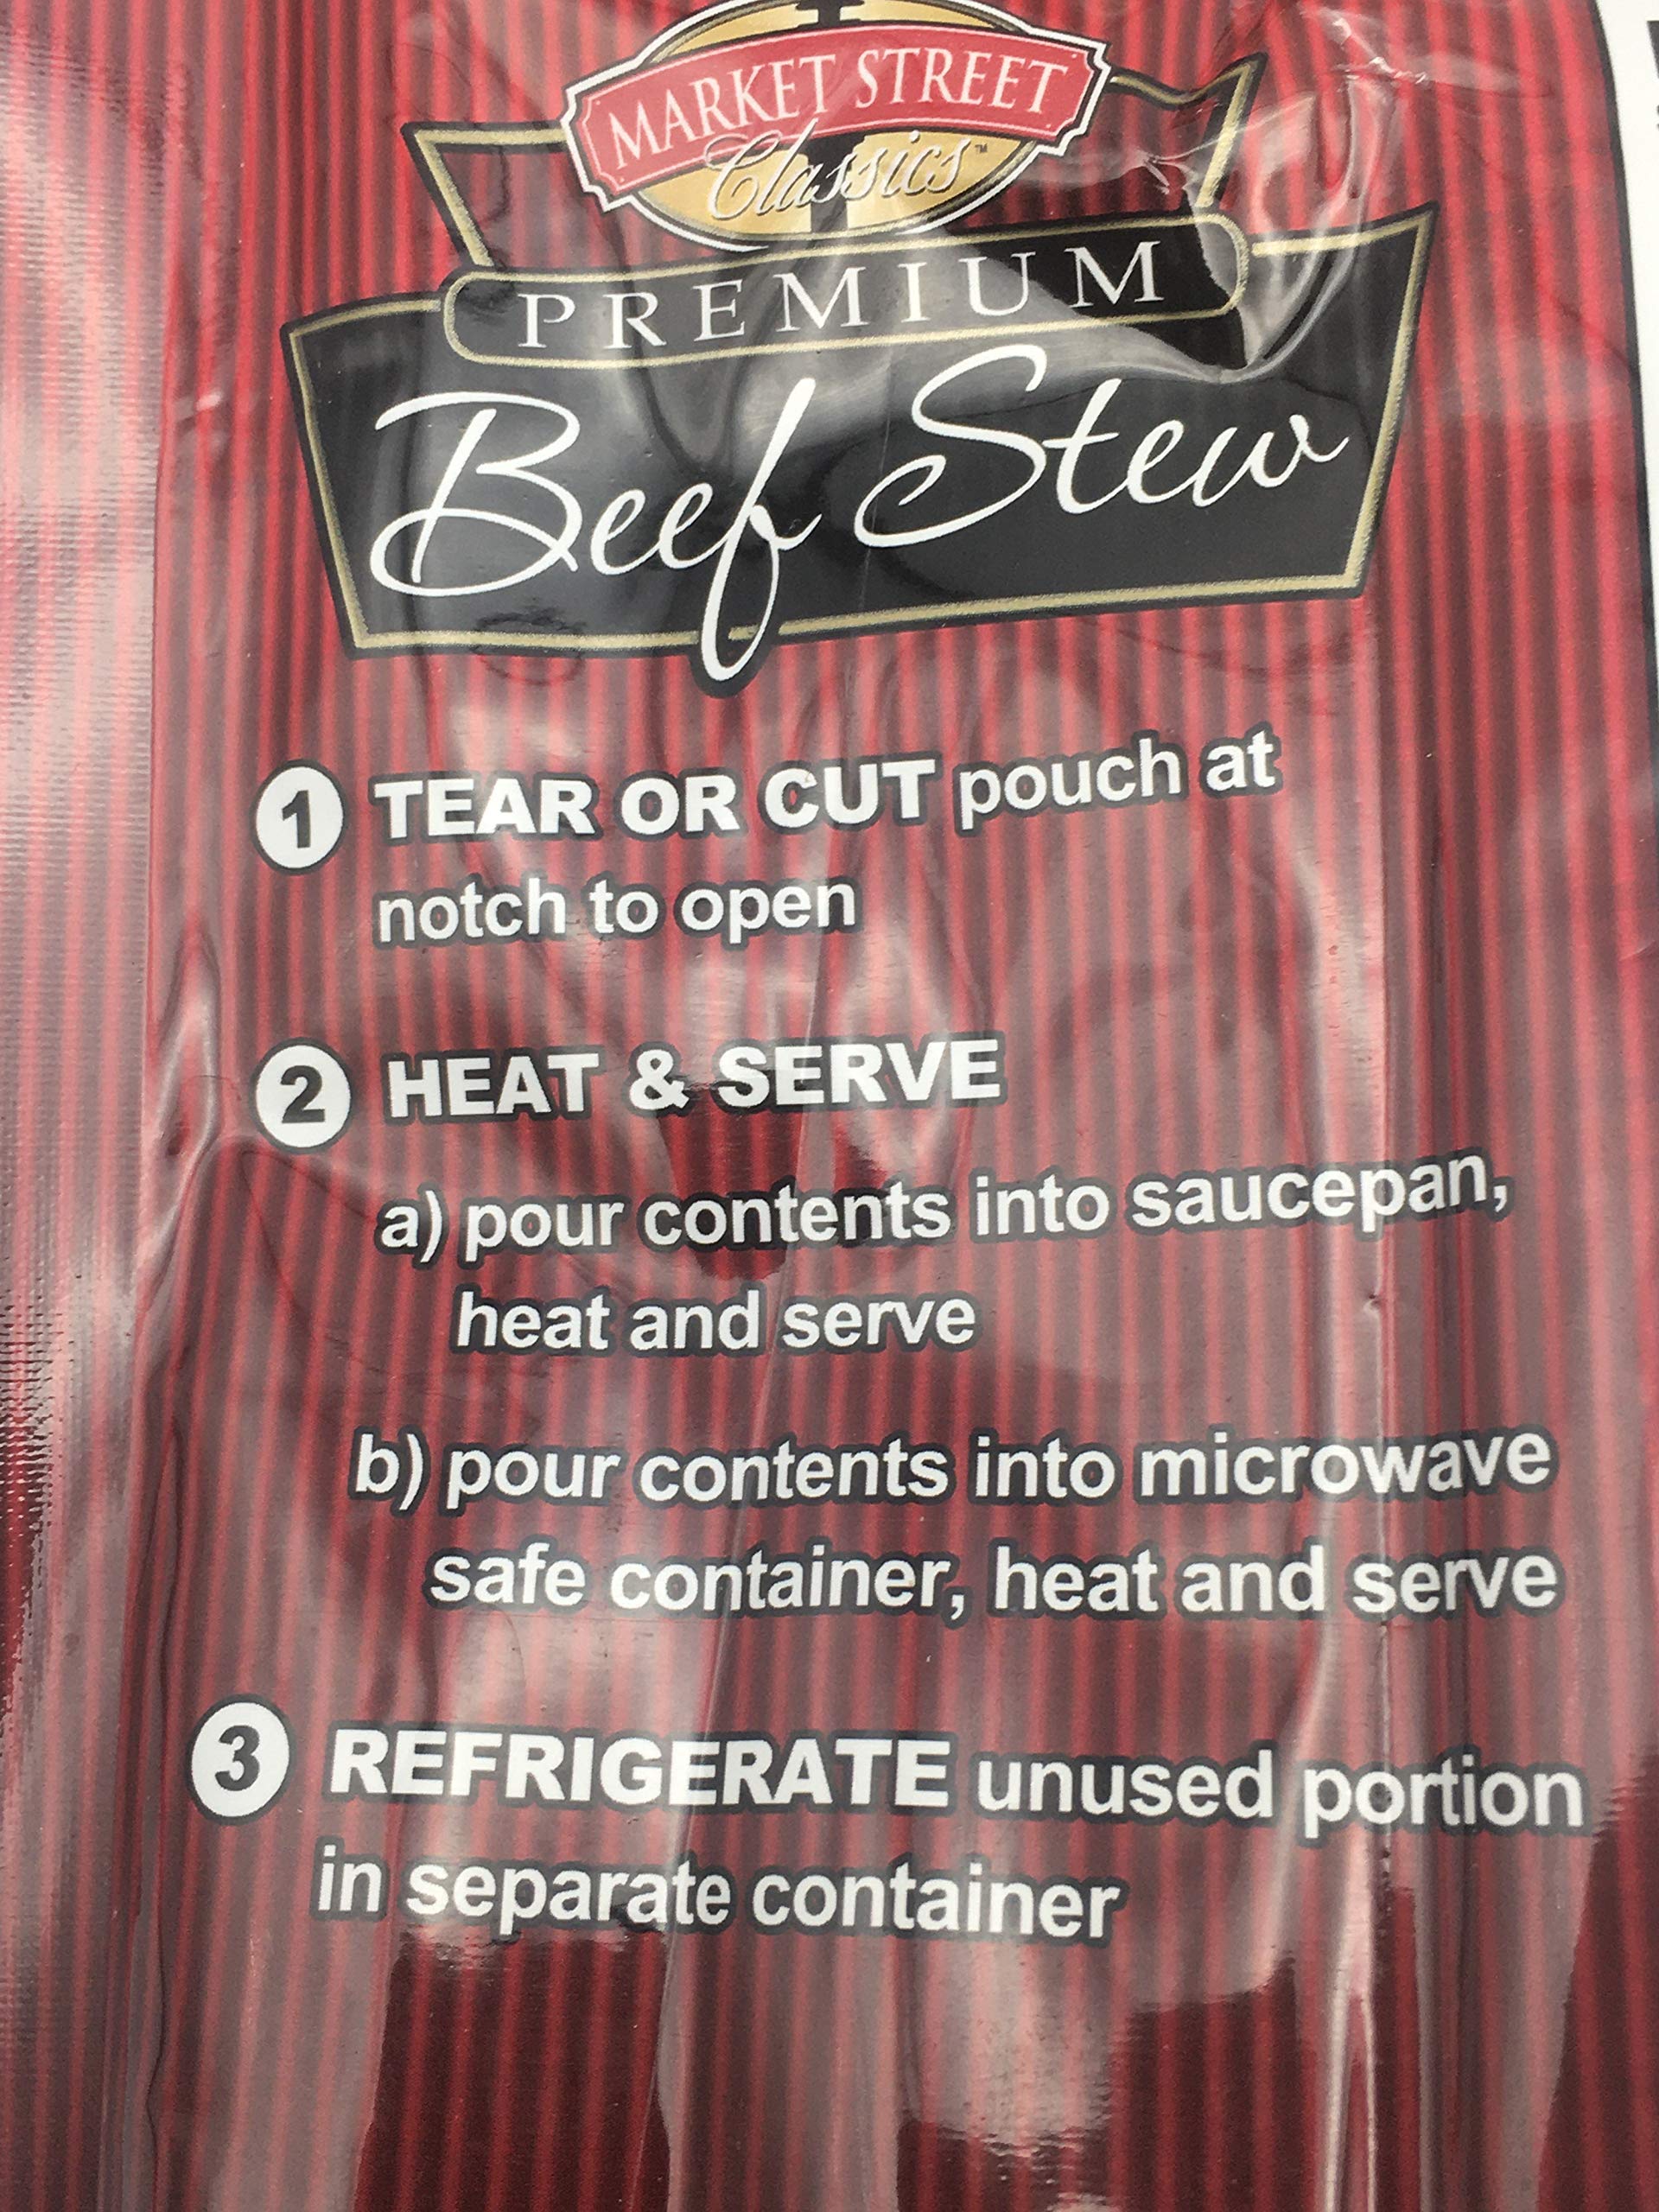 MARKET STREET
Classics™
PREMIUM
Beef Stew
1 TEAR OR CUT pouch at
notch to open
2 HEAT & SERVE
a) pour contents into saucepan,
heat and serve
b) pour contents into microwave
safe container, heat and serve
3 REFRIGERATE unused portion
in separate container